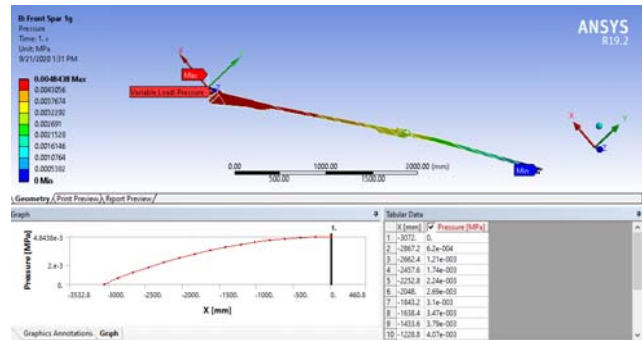 B: Front Spar 1g
Pressure
Time: 1. s
Unit: MPa
9/21/2020 1:31 PM
0.0048438 Max
0.0043056
0.0037674
0.0032292
0.002691
0.0021528
0.0016146
0.0010764
0.0005382
0 Min
ANSYS
R19.2
X
Y
Max
Variable Load: Pressure
Min
X
Y
Z
0.00
1000.00
2000.00 (mm)
500.00
1500.00
Geometry / Print Preview / Report Preview /
Graph
Pressure [MPa]
4.8438e-3
2.e-3
0.
1.
-3532.8
-3000.
-2500.
-2000.
-1500.
-1000.
-500.
0.
460.8
X [mm]
Graphics Annotations Graph
Tabular Data
X [mm] Pressure [MPa]
1 -3072. 0.
2 -2867.2 6.2e-004
3 -2662.4 1.21e-003
4 -2457.6 1.74e-003
5 -2252.8 2.24e-003
6 -2048. 2.69e-003
7 -1843.2 3.1e-003
8 -1638.4 3.47e-003
9 -1433.6 3.79e-003
10 -1228.8 4.07e-003